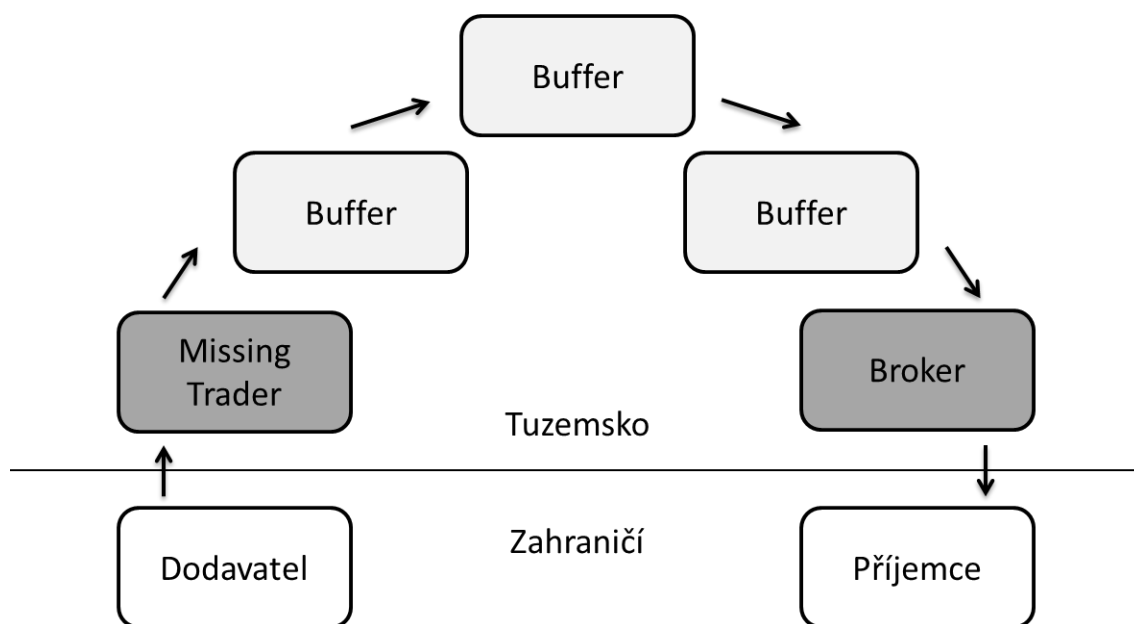 Buffer
Buffer
Buffer
Missing
Trader
Broker
Tuzemsko
Zahraničí
Dodavatel
Příjemce